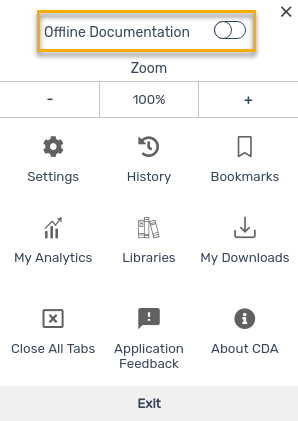 Offline Documentation
Zoom
- 100% +
Settings History Bookmarks
My Analytics Libraries My Downloads
Close All Tabs Application Feedback About CDA
Exit